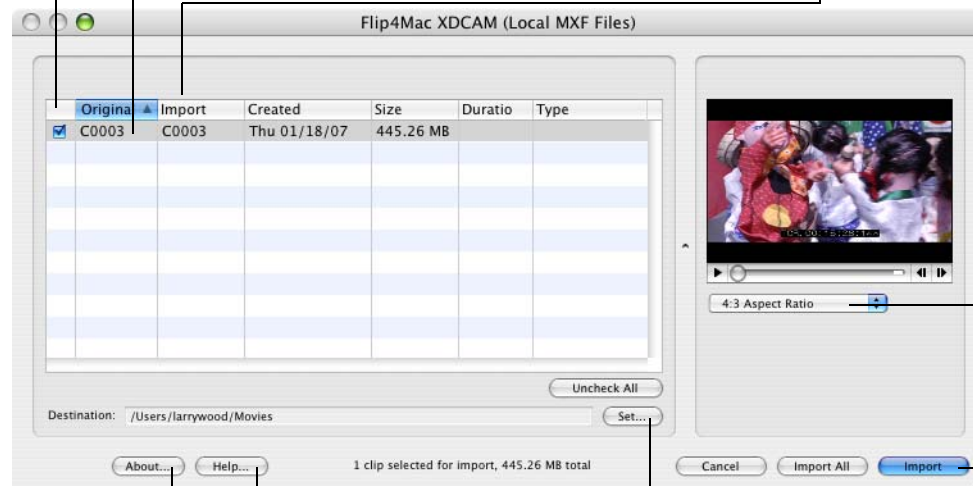 Flip4Mac XDCAM (Local MXF Files)
Origina Import Created Size Duratio Type
C0003 C0003 Thu 01/18/07 445.26 MB
4:3 Aspect Ratio
Uncheck All
Destination: /Users/larrywood/Movies Set...
About... Help... 1 clip selected for import, 445.26 MB total Cancel Import All Import